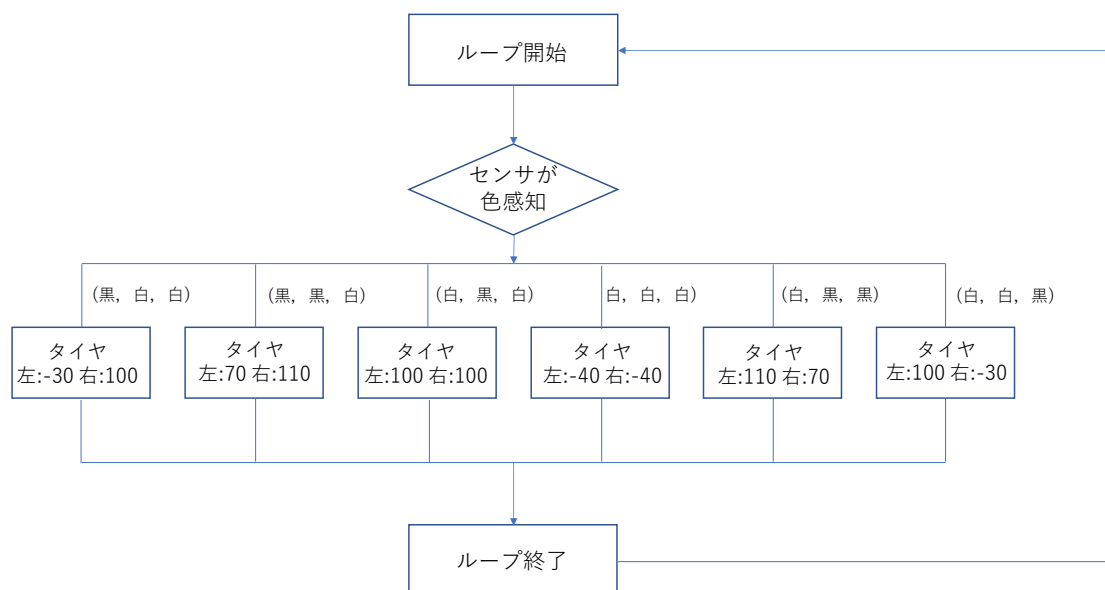 ループ開始
センサが
色感知
(黒, 白, 白)
(黒, 黒, 白)
(白, 黒, 白)
白, 白, 白)
(白, 黒, 黒)
(白, 白, 黒)
タイヤ
左:-30 右:100
タイヤ
左:70 右:110
タイヤ
左:100 右:100
タイヤ
左:-40 右:-40
タイヤ
左:110 右:70
タイヤ
左:100 右:-30
ループ終了